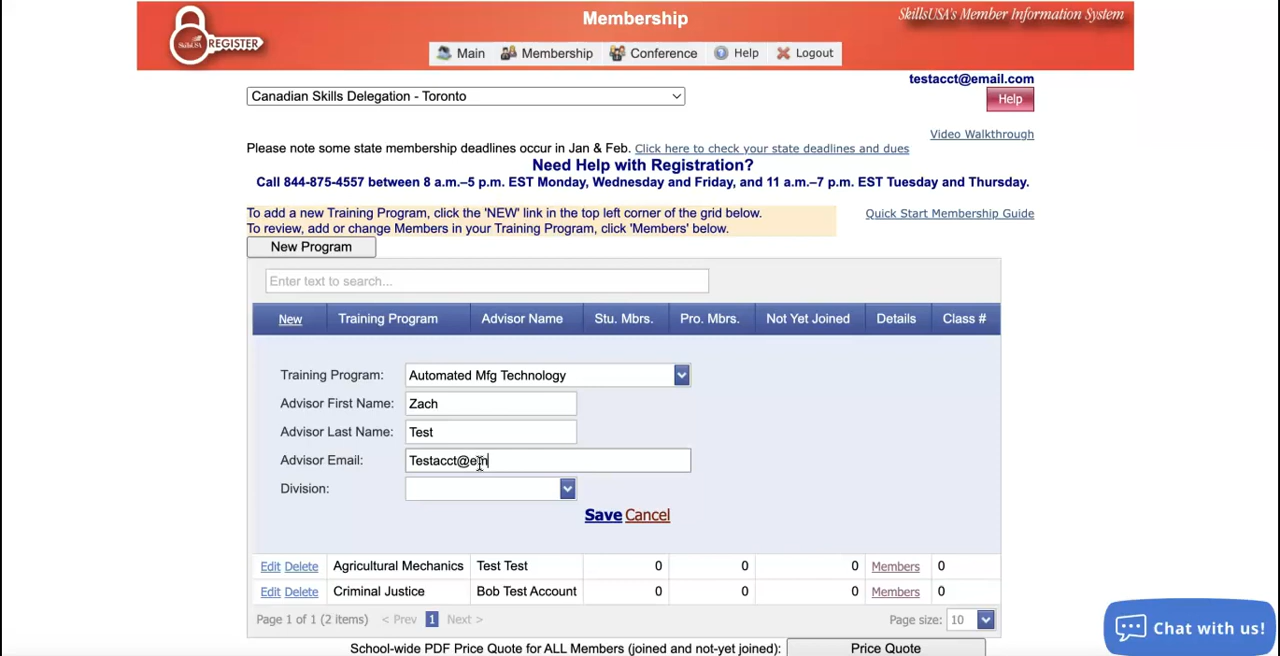 Membership
SkillsUSA's Member Information System
SkillsUSA REGISTER
Main Membership Conference Help Logout
testacct@email.com
Canadian Skills Delegation - Toronto
Help
Video Walkthrough
Please note some state membership deadlines occur in Jan & Feb. Click here to check your state deadlines and dues
Need Help with Registration?
Call 844-875-4557 between 8 a.m.–5 p.m. EST Monday, Wednesday and Friday, and 11 a.m.–7 p.m. EST Tuesday and Thursday.
To add a new Training Program, click the 'NEW' link in the top left corner of the grid below.
To review, add or change Members in your Training Program, click 'Members' below.
Quick Start Membership Guide
New Program
Enter text to search...
New Training Program Advisor Name Stu. Mbrs. Pro. Mbrs. Not Yet Joined Details Class #
Training Program: Automated Mfg Technology
Advisor First Name: Zach
Advisor Last Name: Test
Advisor Email: Testacct@em
Division:
Save Cancel
Edit Delete Agricultural Mechanics Test Test 0 0 0 Members 0
Edit Delete Criminal Justice Bob Test Account 0 0 0 Members 0
Page 1 of 1 (2 items) < Prev 1 Next > Page size: 10
School-wide PDF Price Quote for ALL Members (joined and not-yet joined): Price Quote
Chat with us!